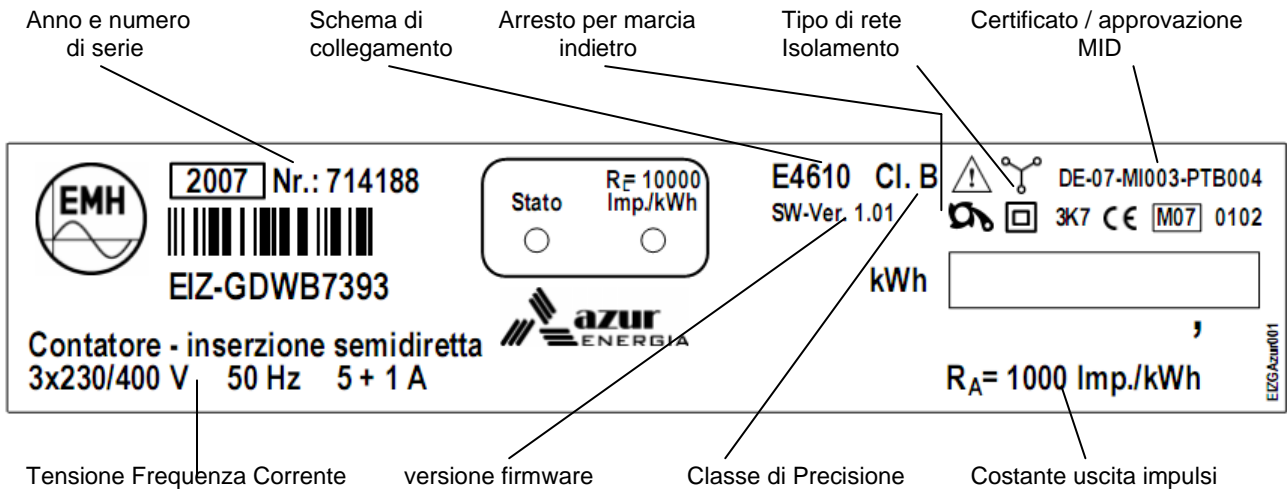 Anno e numero di serie
Schema di collegamento
Arresto per marcia indietro
Tipo di rete Isolamento
Certificato / approvazione MID
EMH
2007 Nr.: 714188
EIZ-GDWB7393
Stato
RE= 10000 Imp./kWh
azur
ENERGIA
E4610 Cl. B
SW-Ver. 1.01
DE-07-MI003-PTB004
3K7 CE M07 0102
kWh
,
Contatore - inserzione semidiretta
3x230/400 V 50 Hz 5 + 1 A
RA= 1000 Imp./kWh
EIZGAzur001
Tensione Frequenza Corrente
versione firmware
Classe di Precisione
Costante uscita impulsi